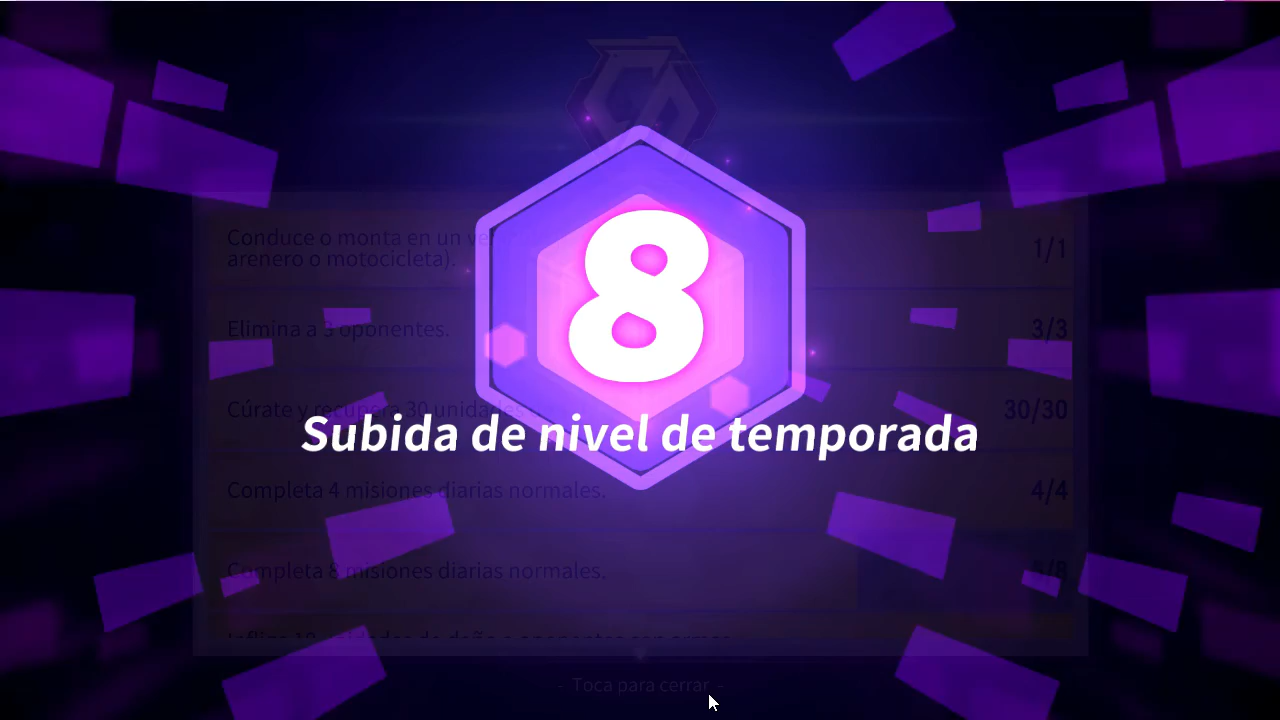 8
Subida de nivel de temporada
Conduce o monta en un ve
arenero o motocicleta).
1/1
Elimina a 3 oponentes.
3/3
Cúrate y recupera 30 unidades
30/30
Completa 4 misiones diarias normales.
4/4
Completa 8 misiones diarias normales.
- Toca para cerrar -